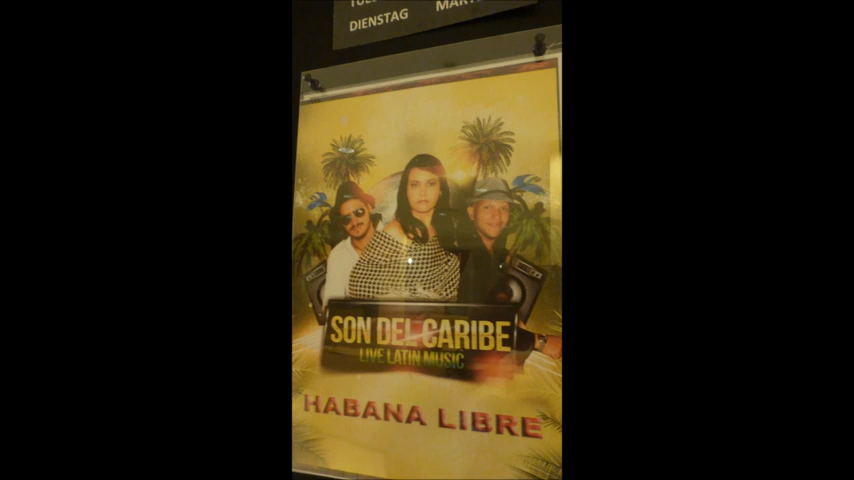 DIENSTAG
SON DEL CARIBE
LIVE LATIN MUSIC
HABANA LIBRE